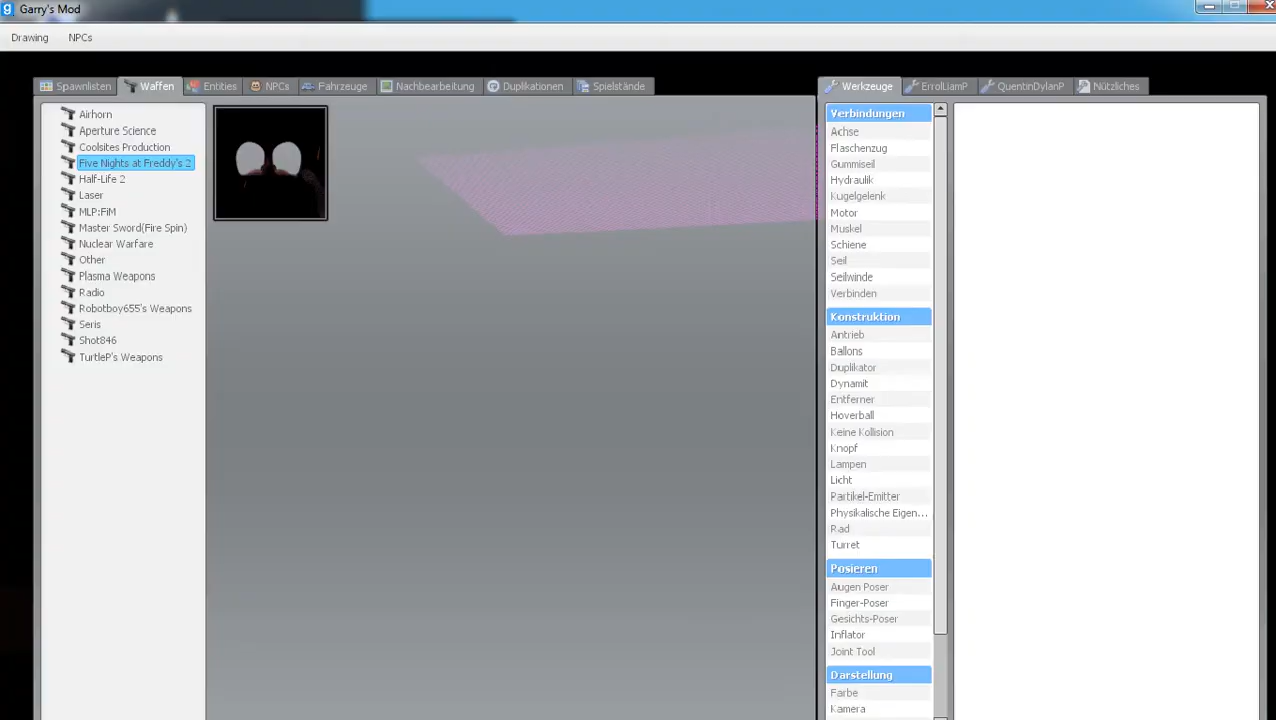 Garry's Mod
Drawing NPCs
Spawnlisten Waffen Entities NPCs Fahrzeuge Nachbearbeitung Duplikationen Spielstände
Airhorn
Aperture Science
Coolsites Production
Five Nights at Freddy's 2
Half-Life 2
Laser
MLP:FiM
Master Sword(Fire Spin)
Nuclear Warfare
Other
Plasma Weapons
Radio
Robotboy655's Weapons
Seris
Shot846
TurtleP's Weapons
Werkzeuge ErrolLiamP QuentinDylanP Nützliches
Verbindungen
Achse
Flaschenzug
Gummiseil
Hydraulik
Kugelgelenk
Motor
Muskel
Schiene
Seil
Seilwinde
Verbinden
Konstruktion
Antrieb
Ballons
Duplikator
Dynamit
Entferner
Hoverball
Keine Kollision
Knopf
Lampen
Licht
Partikel-Emitter
Physikalische Eigen...
Rad
Turret
Posieren
Augen Poser
Finger-Poser
Gesichts-Poser
Inflator
Joint Tool
Darstellung
Farbe
Kamera